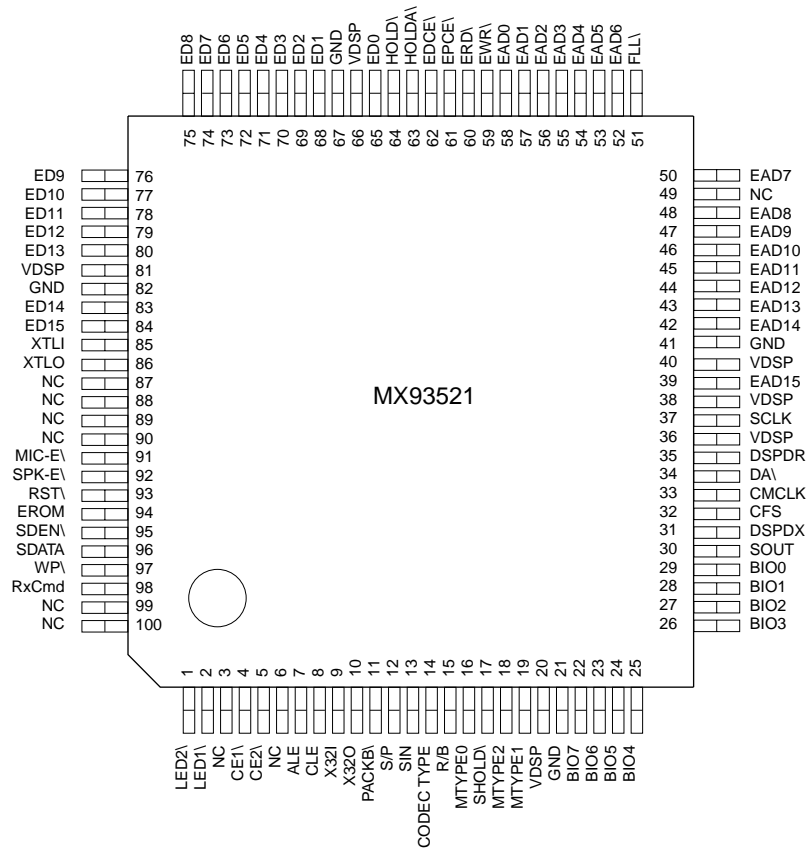 ED8
ED7
ED6
ED5
ED4
ED3
ED2
ED1
GND
VDSP
ED0
HOLD\
HOLDA\
EDCE\
EPCE\
ERD\
EWR\
EAD0
EAD1
EAD2
EAD3
EAD4
EAD5
EAD6
FLL\
75
74
73
72
71
70
69
68
67
66
65
64
63
62
61
60
59
58
57
56
55
54
53
52
51
ED9 76
ED10 77
ED11 78
ED12 79
ED13 80
VDSP 81
GND 82
ED14 83
ED15 84
XTLI 85
XTLO 86
NC 87
NC 88
NC 89
NC 90
MIC-E\ 91
SPK-E\ 92
RST\ 93
EROM 94
SDEN\ 95
SDATA 96
WP\ 97
RxCmd 98
NC 99
NC 100
MX93521
50 EAD7
49 NC
48 EAD8
47 EAD9
46 EAD10
45 EAD11
44 EAD12
43 EAD13
42 EAD14
41 GND
40 VDSP
39 EAD15
38 VDSP
37 SCLK
36 VDSP
35 DSPDR
34 DA\
33 CMCLK
32 CFS
31 DSPDX
30 SOUT
29 BIO0
28 BIO1
27 BIO2
26 BIO3
1
2
3
4
5
6
7
8
9
10
11
12
13
14
15
16
17
18
19
20
21
22
23
24
25
LED2\
LED1\
NC
CE1\
CE2\
NC
ALE
CLE
X32I
X32O
PACKB\
S/P
SIN
CODEC TYPE
R/B
MTYPE0
SHOLD\
MTYPE2
MTYPE1
VDSP
GND
BIO7
BIO6
BIO5
BIO4